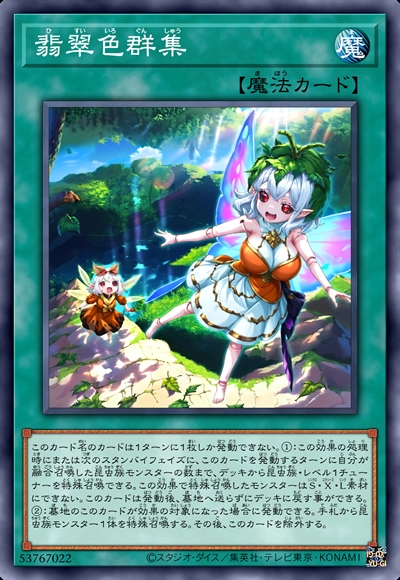 翡翠色群集
【魔法カード】
このカード名のカードは1ターンに1枚しか発動できない。①:この効果の処理
時にまたは次のスタンバイフェイズに、このカードを発動するターンに自分が
融合召喚した昆虫族モンスターの数まで、デッキから昆虫族・レベル1チュー
ナーを特殊召喚できる。この効果で特殊召喚したモンスターはS・X・L素材
にできない。このカードは発動後、墓地へ送らずにデッキに戻す事ができる。
②:墓地のこのカードが効果の対象になった場合に発動できる。手札から昆
虫族モンスター1体を特殊召喚する。その後、このカードを除外する。
53767022
©スタジオ・ダイス/集英社・テレビ東京・KONAMI